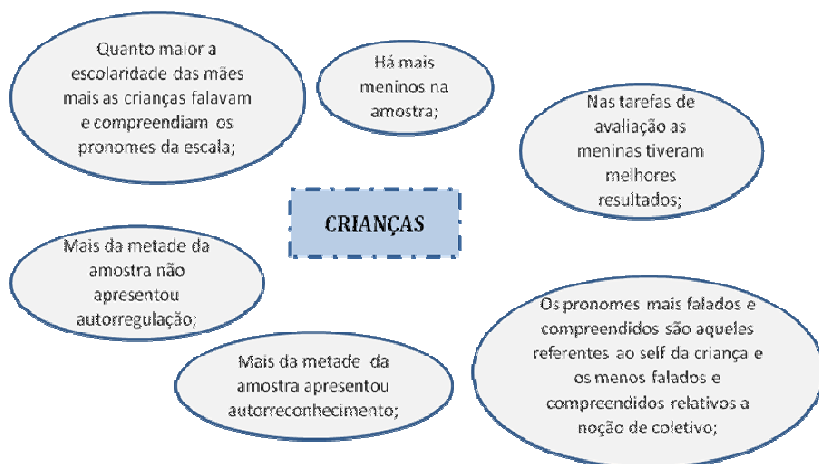 Quanto maior a
escolaridade das mães
mais as crianças falavam
e compreendiam os
pronomes da escala;
Há mais
meninos na
amostra;
Nas tarefas de
avaliação as
meninas tiveram
melhores
resultados;
CRIANÇAS
Mais da metade da
amostra não
apresentou
autorregulação;
Mais da metade da
amostra apresentou
autorreconhecimento;
Os pronomes mais falados e
compreendidos são aqueles
referentes ao self da criança e
os menos falados e
compreendidos relativos a
noção de coletivo;